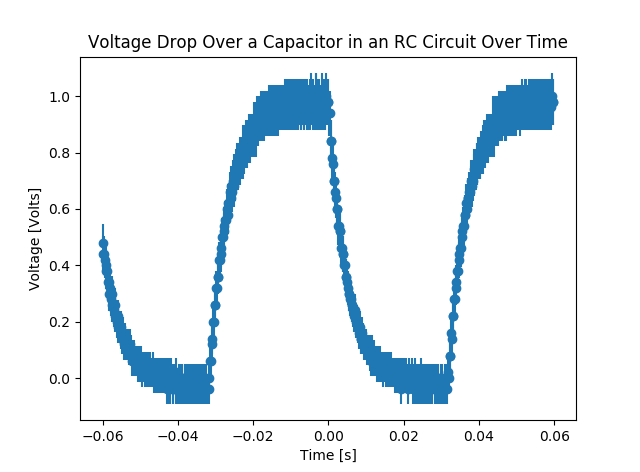 Voltage Drop Over a Capacitor in an RC Circuit Over Time
1.0
0.8
0.6
0.4
0.2
0.0
Voltage [Volts]
−0.06 −0.04 −0.02 0.00 0.02 0.04 0.06
Time [s]